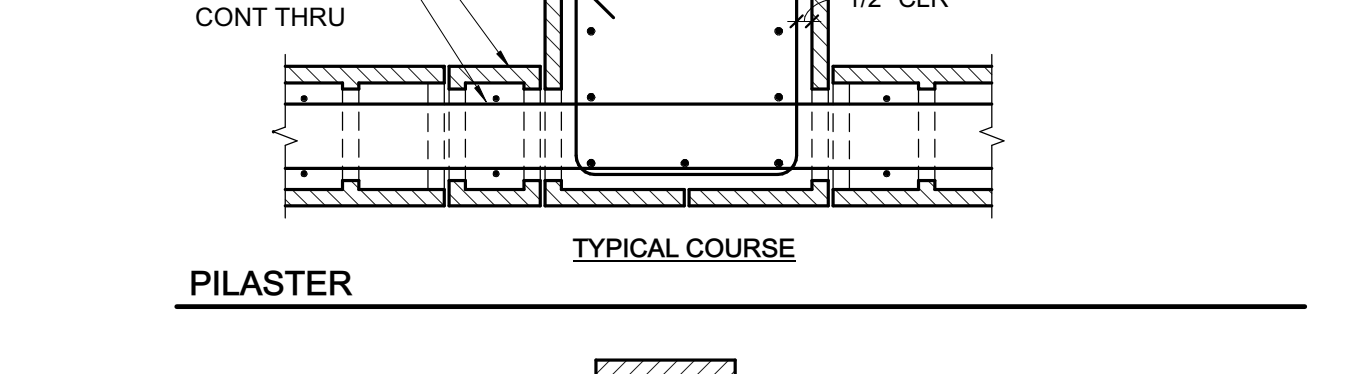 CONT THRU
1/2" CLR
TYPICAL COURSE
PILASTER